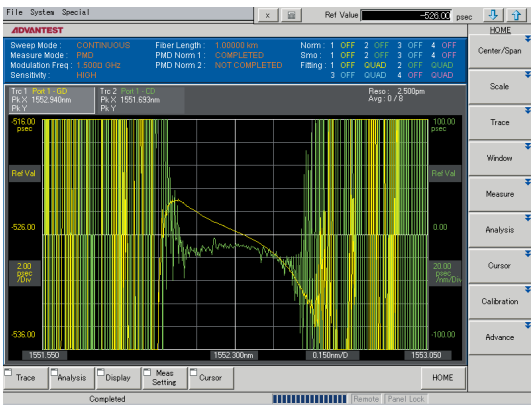 File System Special
x
Ref Value -526.00 psec
ADVANTEST
HOME
Sweep Mode : CONTINUOUS Fiber Length : 1.00000 km Norm : 1 OFF 2 OFF 3 OFF 4 OFF
Measure Mode : PMD PMD Norm 1 : COMPLETED Smo : 1 OFF 2 OFF 3 OFF 4 OFF
Modulation Freq : 1.500G GHz PMD Norm 2 : NOT COMPLETED Fitting : 1 OFF QUAD 2 OFF QUAD
Sensitivity : HIGH 3 OFF QUAD 4 OFF QUAD
Trc 1 Port 1 - GD Trc 2 Port 1 - CD Reso : 2.500pm
Pk.X 1552.940nm Pk.X 1551.693nm Avg : 0 / 8
Pk.Y Pk.Y
-516.00 100.00
psec psec
Ref Val Ref Val
-526.00 0.00
2.00 20.00
psec psec
/Div /nm/Div
-536.00 -100.00
1551.550 1552.300nm 0.150nm/D 1553.050
Center/Span
Scale
Trace
Window
Measure
Analysis
Cursor
Calibration
Advance
Trace Analysis Display Meas Setting Cursor HOME
Completed Remote Panel Lock